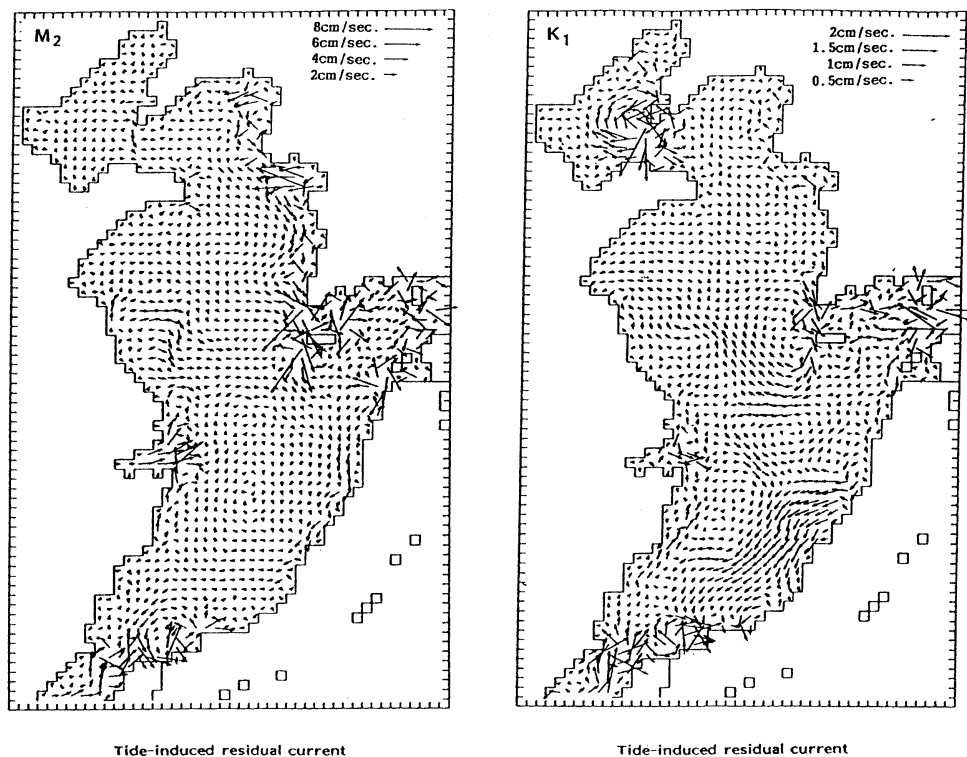 M2
8cm/sec.
6cm/sec.
4cm/sec.
2cm/sec.
K1
2cm/sec.
1.5cm/sec.
1cm/sec.
0.5cm/sec.
Tide-induced residual current
Tide-induced residual current